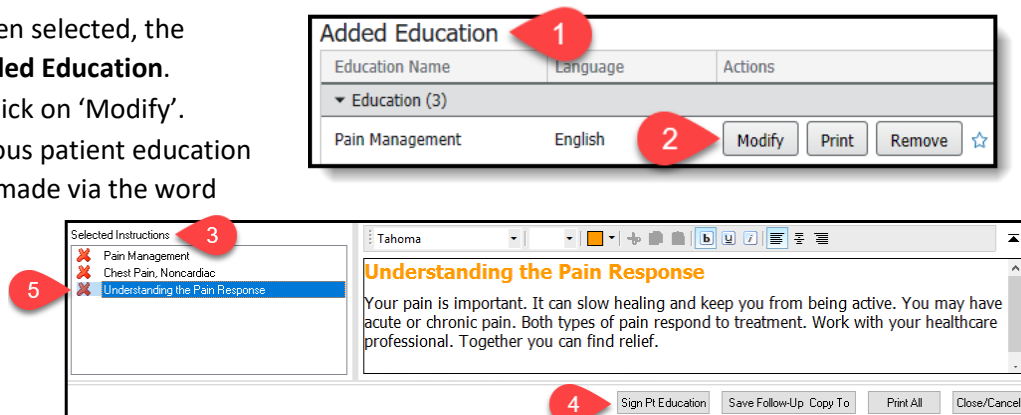 en selected, the
led Education.
ick on 'Modify'.
ous patient education
made via the word
Added Education 1
Education Name Language Actions
Education (3)
Pain Management English 2 Modify Print Remove
Selected Instructions 3
Pain Management
Chest Pain, Noncardiac
5 Understanding the Pain Response
Tahoma b u i
Understanding the Pain Response
Your pain is important. It can slow healing and keep you from being active. You may have
acute or chronic pain. Both types of pain respond to treatment. Work with your healthcare
professional. Together you can find relief.
4 Sign Pt Education Save Follow-Up Copy To Print All Close/Cancel